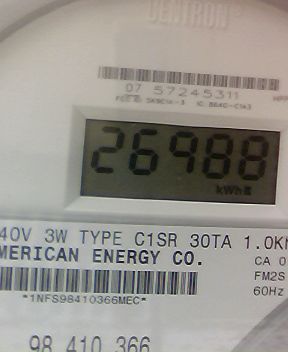 CENTRON
07 57245311
26988
kWh
40V 3W TYPE C1SR 30TA 1.0K
MERICAN ENERGY CO.
CA 0
FM2S
*1NFS98410366MEC*
60Hz
98 410 366